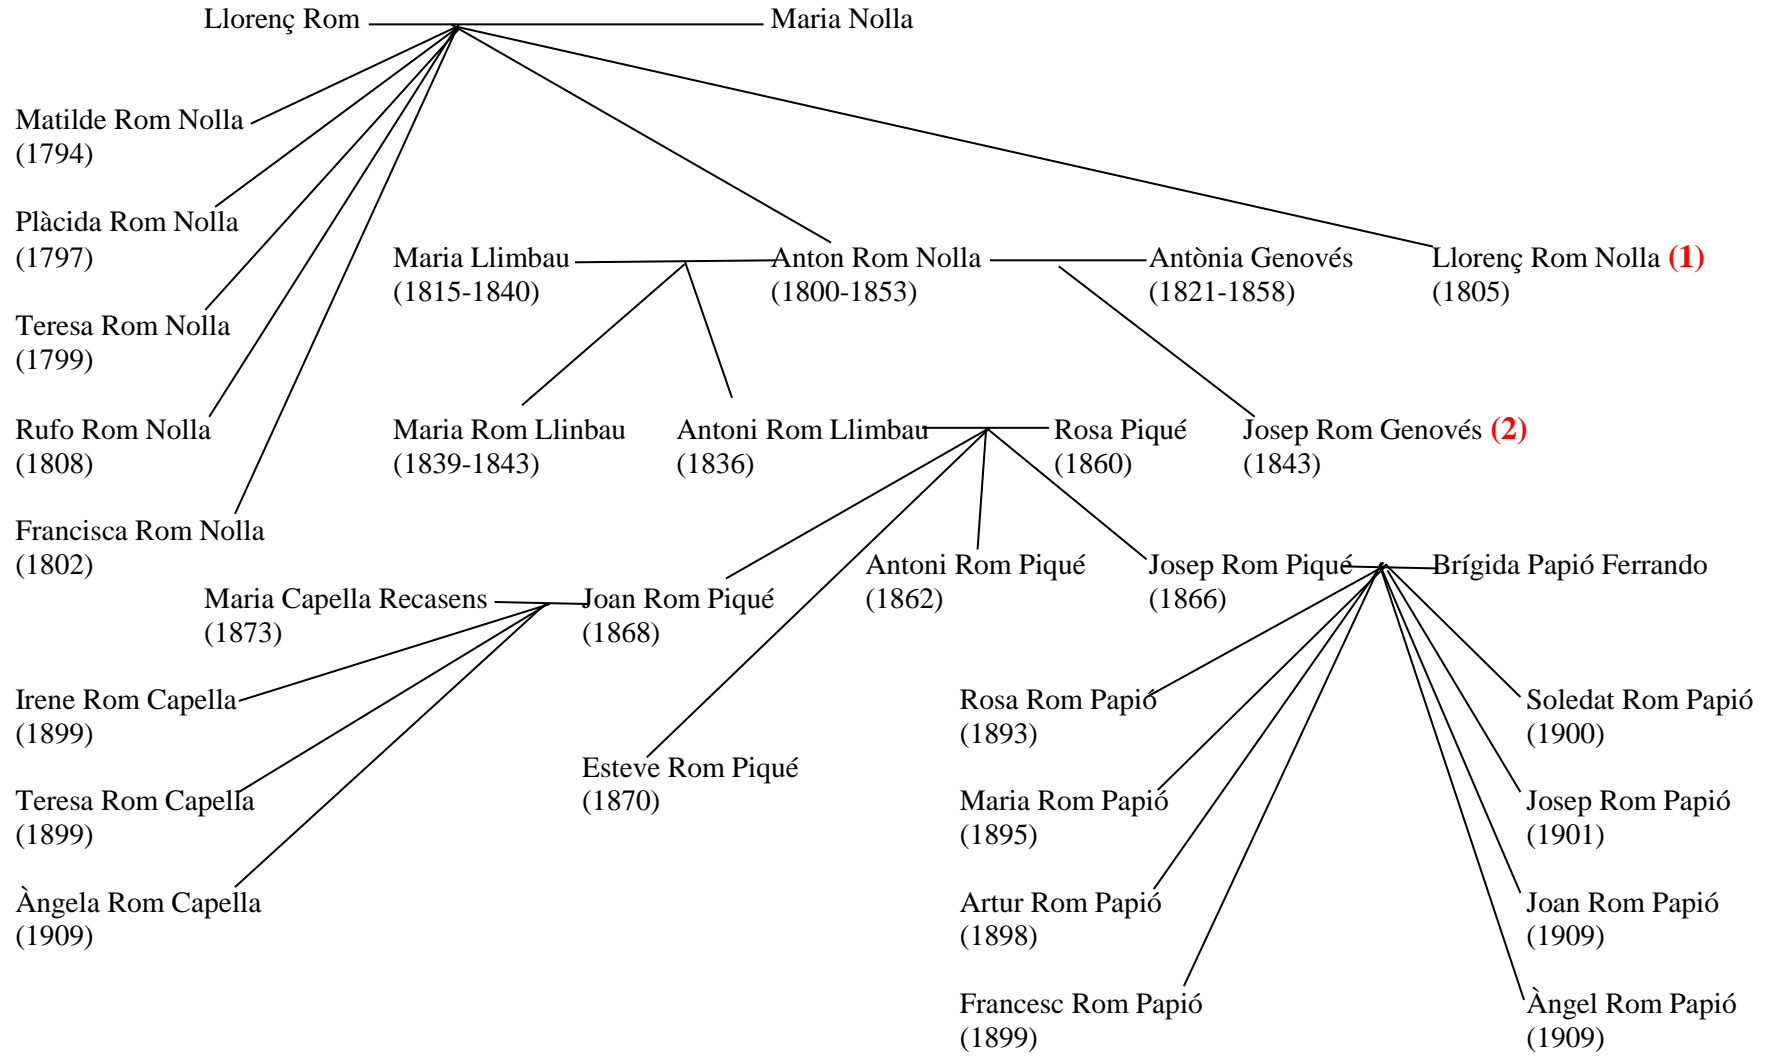 Llorenç Rom Maria Nolla
Matilde Rom Nolla
(1794)
Plàcida Rom Nolla
(1797)
Maria Llimbau Anton Rom Nolla Antònia Genovés Llorenç Rom Nolla (1)
(1815-1840) (1800-1853) (1821-1858) (1805)
Teresa Rom Nolla
(1799)
Rufo Rom Nolla Maria Rom Llinbau Antoni Rom Llimbau Rosa Piqué Josep Rom Genovés (2)
(1808) (1839-1843) (1836) (1860) (1843)
Francisca Rom Nolla
(1802)
Antoni Rom Piqué Josep Rom Piqué Brígida Papió Ferrando
(1862) (1866)
Maria Capella Recasens Joan Rom Piqué
(1873) (1868)
Irene Rom Capella Rosa Rom Papió Soledat Rom Papió
(1899) (1893) (1900)
Esteve Rom Piqué
(1870)
Teresa Rom Capella Maria Rom Papió Josep Rom Papió
(1899) (1895) (1901)
Àngela Rom Capella Artur Rom Papió Joan Rom Papió
(1909) (1898) (1909)
Francesc Rom Papió Àngel Rom Papió
(1899) (1909)